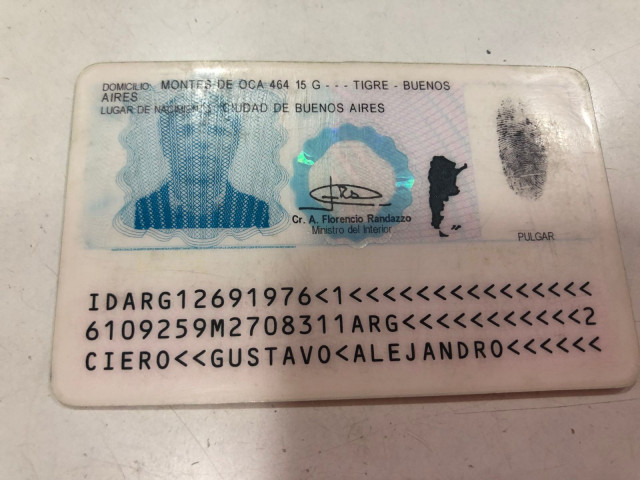 DOMICILIO: MONTES DE OCA 464 15 G - - - TIGRE - BUENOS
AIRES
LUGAR DE NACIMIENTO: CIUDAD DE BUENOS AIRES
Cr. A. Florencio Randazzo
Ministro del Interior
PULGAR
IDARG12691976<1<<<<<<<<<<<<<<<
6109259M2708311ARG<<<<<<<<<<<2
CIERO<<GUSTAVO<ALEJANDRO<<<<<<